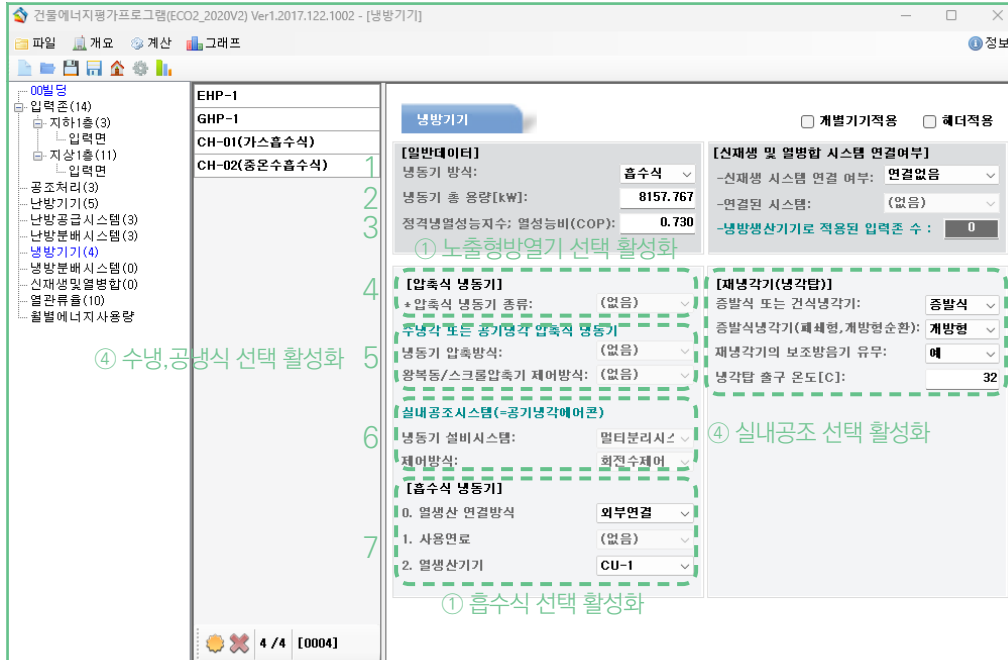 건물에너지평가프로그램(ECO2_2020V2) Ver1.2017.122.1002 - [냉방기기]
파일 개요 계산 그래프 정보
00빌딩
입력존(14)
지하1층(3)
입력면
지상1층(11)
입력면
공조처리(3)
난방기기(5)
난방공급시스템(3)
난방분배시스템(3)
냉방기기(4)
냉방분배시스템(0)
신재생및열병합(0)
열관류율(10)
월별에너지사용량
EHP-1
GHP-1
CH-01(가스흡수식)
CH-02(중온수흡수식)
4 /4 [0004]
냉방기기
개별기기적용 헤더적용
[일반데이터]
1 냉동기 방식: 흡수식
2 냉동기 총 용량[kW]: 8157.767
3 정격냉열성능지수; 열성능비(COP): 0.730
① 노출형방열기 선택 활성화
[신재생 및 열병합 시스템 연결여부]
-신재생 시스템 연결 여부: 연결없음
-연결된 시스템: (없음)
-냉방생산기기로 적용된 입력존 수 : 0
[압축식 냉동기]
4 *압축식 냉동기 종류: (없음)
수냉각 또는 공기냉각 압축식 냉동기
④ 수냉,공냉식 선택 활성화
5 냉동기 압축방식: (없음)
왕복동/스크롤압축기 제어방식: (없음)
실내공조시스템(=공기냉각에어콘)
6 냉동기 설비시스템: 멀티분리시스
제어방식: 회전수제어
④ 실내공조 선택 활성화
[흡수식 냉동기]
0. 열생산 연결방식 외부연결
7 1. 사용연료 (없음)
2. 열생산기기 CU-1
① 흡수식 선택 활성화
[재냉각기(냉각탑)]
증발식 또는 건식냉각기: 증발식
증발식냉각기(폐쇄형,개방형순환): 개방형
재냉각기의 보조방음기 유무: 예
냉각탑 출구 온도[C]: 32